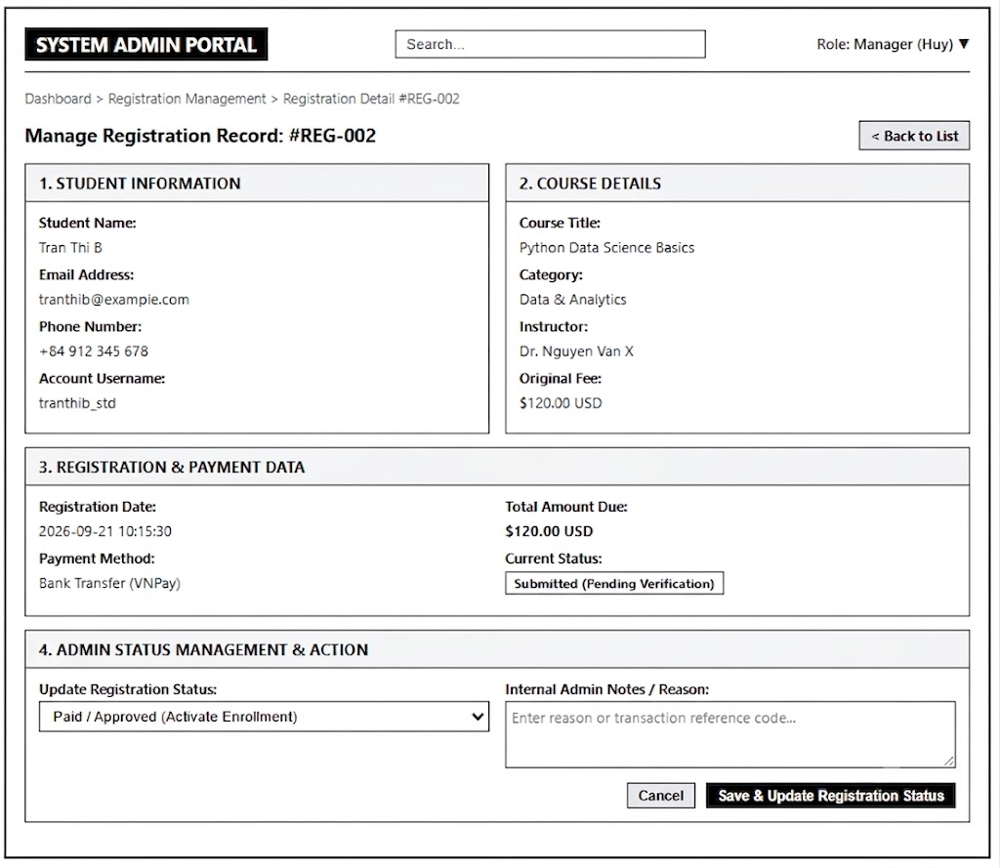 SYSTEM ADMIN PORTAL
Search...
Role: Manager (Huy) ▼
Dashboard > Registration Management > Registration Detail #REG-002
Manage Registration Record: #REG-002
< Back to List
1. STUDENT INFORMATION
Student Name:
Tran Thi B
Email Address:
tranthib@example.com
Phone Number:
+84 912 345 678
Account Username:
tranthib_std
2. COURSE DETAILS
Course Title:
Python Data Science Basics
Category:
Data & Analytics
Instructor:
Dr. Nguyen Van X
Original Fee:
$120.00 USD
3. REGISTRATION & PAYMENT DATA
Registration Date:
2026-09-21 10:15:30
Payment Method:
Bank Transfer (VNPay)
Total Amount Due:
$120.00 USD
Current Status:
Submitted (Pending Verification)
4. ADMIN STATUS MANAGEMENT & ACTION
Update Registration Status:
Paid / Approved (Activate Enrollment)
Internal Admin Notes / Reason:
Enter reason or transaction reference code...
Cancel
Save & Update Registration Status